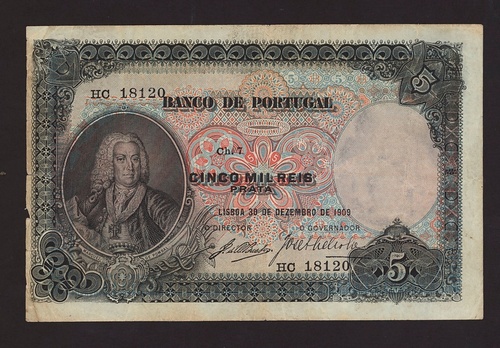 5
HC 18120
BANCO DE PORTUGAL
Ch. 7
CINCO MIL REIS
PRATA
LISBOA 30 DE DEZEMBRO DE 1909
O DIRECTOR O GOVERNADOR
HC 18120
5